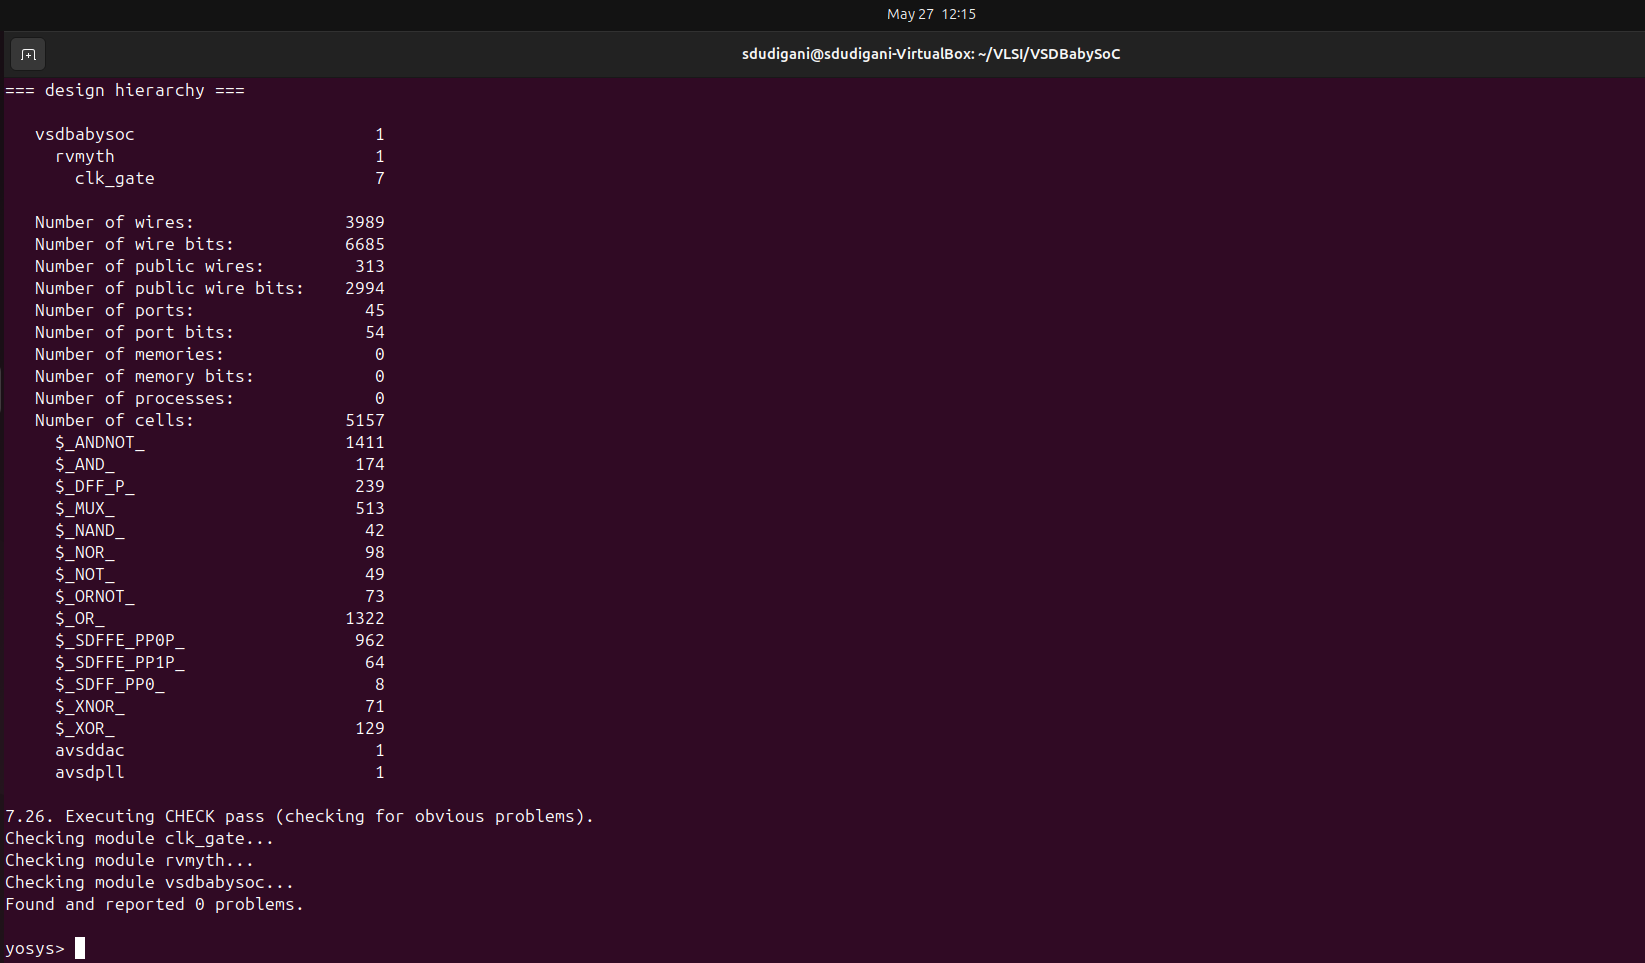 May 27 12:15
sdudigani@sdudigani-VirtualBox: ~/VLSI/VSDBabySoC
=== design hierarchy ===
vsdbabysoc 1
rvmyth 1
clk_gate 7
Number of wires: 3989
Number of wire bits: 6685
Number of public wires: 313
Number of public wire bits: 2994
Number of ports: 45
Number of port bits: 54
Number of memories: 0
Number of memory bits: 0
Number of processes: 0
Number of cells: 5157
$_ANDNOT_ 1411
$_AND_ 174
$_DFF_P_ 239
$_MUX_ 513
$_NAND_ 42
$_NOR_ 98
$_NOT_ 49
$_ORNOT_ 73
$_OR_ 1322
$_SDFFE_PP0P_ 962
$_SDFFE_PP1P_ 64
$_SDFF_PP0_ 8
$_XNOR_ 71
$_XOR_ 129
avsddac 1
avsdpll 1
7.26. Executing CHECK pass (checking for obvious problems).
Checking module clk_gate...
Checking module rvmyth...
Checking module vsdbabysoc...
Found and reported 0 problems.
yosys>